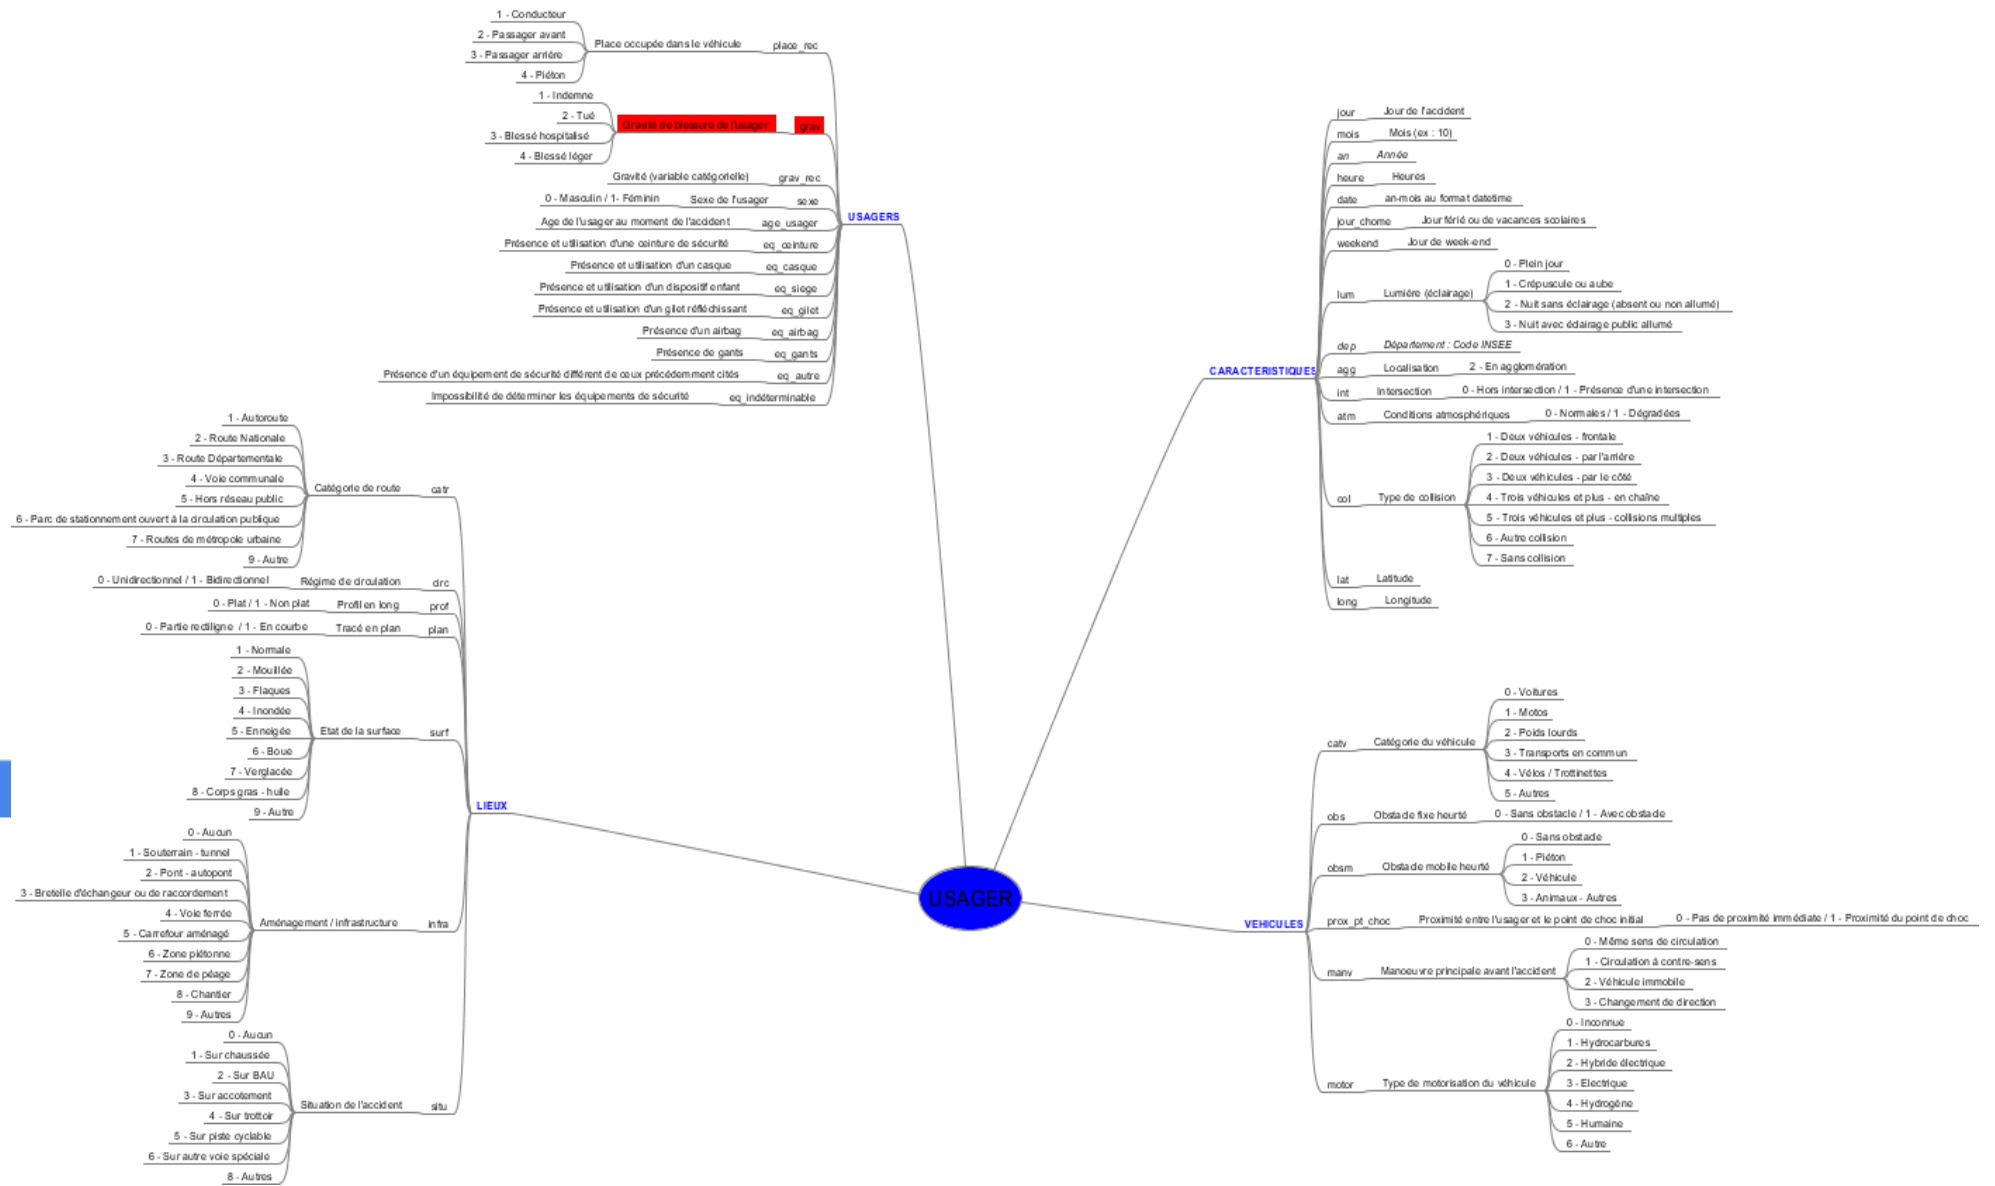 USAGER
USAGERS
place_rec
Place occupée dans le véhicule
1 - Conducteur
2 - Passager avant
3 - Passager arrière
4 - Piéton
grav
Gravité de blessure de l'usager
1 - Indemne
2 - Tué
3 - Blessé hospitalisé
4 - Blessé léger
grav_rec
Gravité (variable catégorielle)
sexe
Sexe de l'usager
0 - Masculin / 1- Féminin
age_usager
Age de l'usager au moment de l'accident
eq_ceinture
Présence et utilisation d'une ceinture de sécurité
eq_casque
Présence et utilisation d'un casque
eq_siege
Présence et utilisation d'un dispositif enfant
eq_gilet
Présence et utilisation d'un gilet réfléchissant
eq_airbag
Présence d'un airbag
eq_gants
Présence de gants
eq_autre
Présence d'un équipement de sécurité différent de ceux précédemment cités
eq_indéterminable
Impossibilité de déterminer les équipements de sécurité
LIEUX
catr
Catégorie de route
1 - Autoroute
2 - Route Nationale
3 - Route Départementale
4 - Voie communale
5 - Hors réseau public
6 - Parc de stationnement ouvert à la circulation publique
7 - Routes de métropole urbaine
9 - Autre
circ
Régime de circulation
0 - Unidirectionnel / 1 - Bidirectionnel
prof
Profil en long
0 - Plat / 1 - Non plat
plan
Tracé en plan
0 - Partie rectiligne / 1 - En courbe
surf
Etat de la surface
1 - Normale
2 - Mouillée
3 - Flaques
4 - Inondée
5 - Enneigée
6 - Boue
7 - Verglacée
8 - Corps gras - huile
9 - Autre
infra
Aménagement / infrastructure
0 - Aucun
1 - Souterrain - tunnel
2 - Pont - autopont
3 - Bretelle d'échangeur ou de raccordement
4 - Voie ferrée
5 - Carrefour aménagé
6 - Zone piétonne
7 - Zone de péage
8 - Chantier
9 - Autres
situ
Situation de l'accident
0 - Aucun
1 - Sur chaussée
2 - Sur BAU
3 - Sur accotement
4 - Sur trottoir
5 - Sur piste cyclable
6 - Sur autre voie spéciale
8 - Autres
CARACTERISTIQUES
jour
Jour de l'accident
mois
Mois (ex : 10)
an
Année
heure
Heures
date
an-mois au format datetime
jour_chome
Jour férié ou de vacances scolaires
weekend
Jour de week-end
lum
Lumière (éclairage)
0 - Plein jour
1 - Crépuscule ou aube
2 - Nuit sans éclairage (absent ou non allumé)
3 - Nuit avec éclairage public allumé
dep
Département : Code INSEE
agg
Localisation
2 - En agglomération
int
Intersection
0 - Hors intersection / 1 - Présence d'une intersection
atm
Conditions atmosphériques
0 - Normales / 1 - Dégradées
col
Type de collision
1 - Deux véhicules - frontale
2 - Deux véhicules - par l'arrière
3 - Deux véhicules - par le côté
4 - Trois véhicules et plus - en chaîne
5 - Trois véhicules et plus - collisions multiples
6 - Autre collision
7 - Sans collision
lat
Latitude
long
Longitude
VEHICULES
catv
Catégorie du véhicule
0 - Voitures
1 - Motos
2 - Poids lourds
3 - Transports en commun
4 - Vélos / Trottinettes
5 - Autres
obs
Obstacle fixe heurté
0 - Sans obstacle / 1 - Avec obstacle
obsm
Obstacle mobile heurté
0 - Sans obstacle
1 - Piéton
2 - Véhicule
3 - Animaux - Autres
prox_pt_choc
Proximité entre l'usager et le point de choc initial
0 - Pas de proximité immédiate / 1 - Proximité du point de choc
manv
Manoeuvre principale avant l'accident
0 - Même sens de circulation
1 - Circulation à contre-sens
2 - Véhicule immobile
3 - Changement de direction
motor
Type de motorisation du véhicule
0 - Inconnue
1 - Hydrocarbures
2 - Hybride électrique
3 - Electrique
4 - Hydrogène
5 - Humaine
6 - Autre